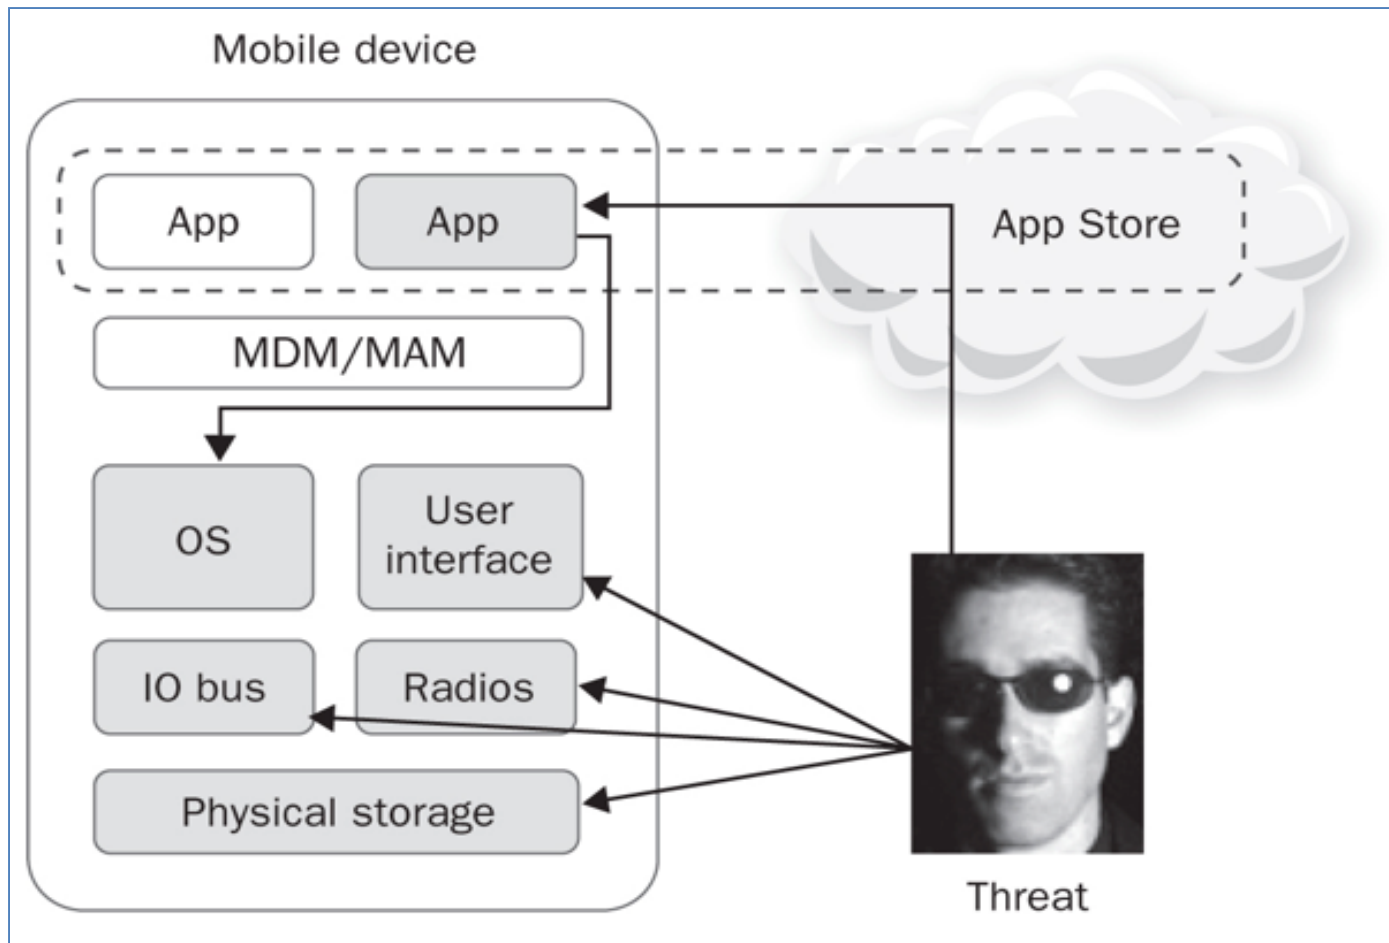 Mobile device
App
App
App Store
MDM/MAM
OS
User
interface
IO bus
Radios
Physical storage
Threat